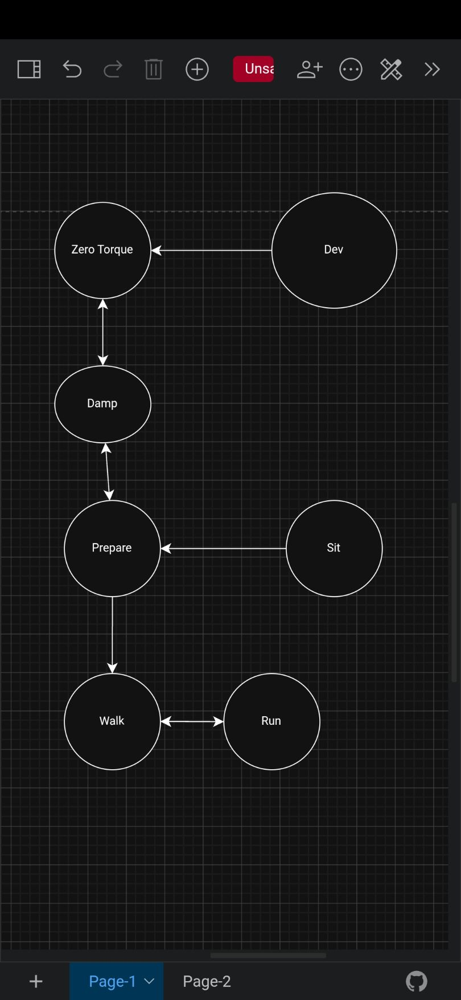 Unsa
Zero Torque
Dev
Damp
Prepare
Sit
Walk
Run
Page-1
Page-2